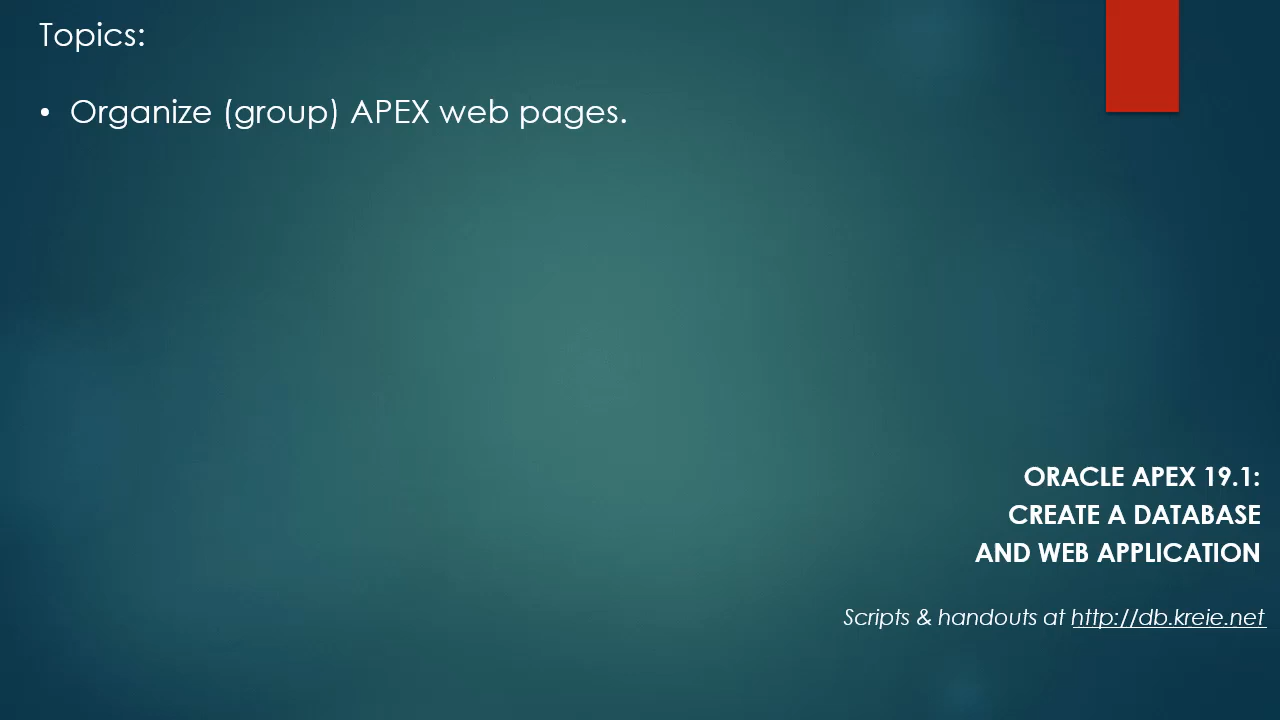 Topics:
• Organize (group) APEX web pages.
ORACLE APEX 19.1:
CREATE A DATABASE
AND WEB APPLICATION
Scripts & handouts at http://db.kreie.net